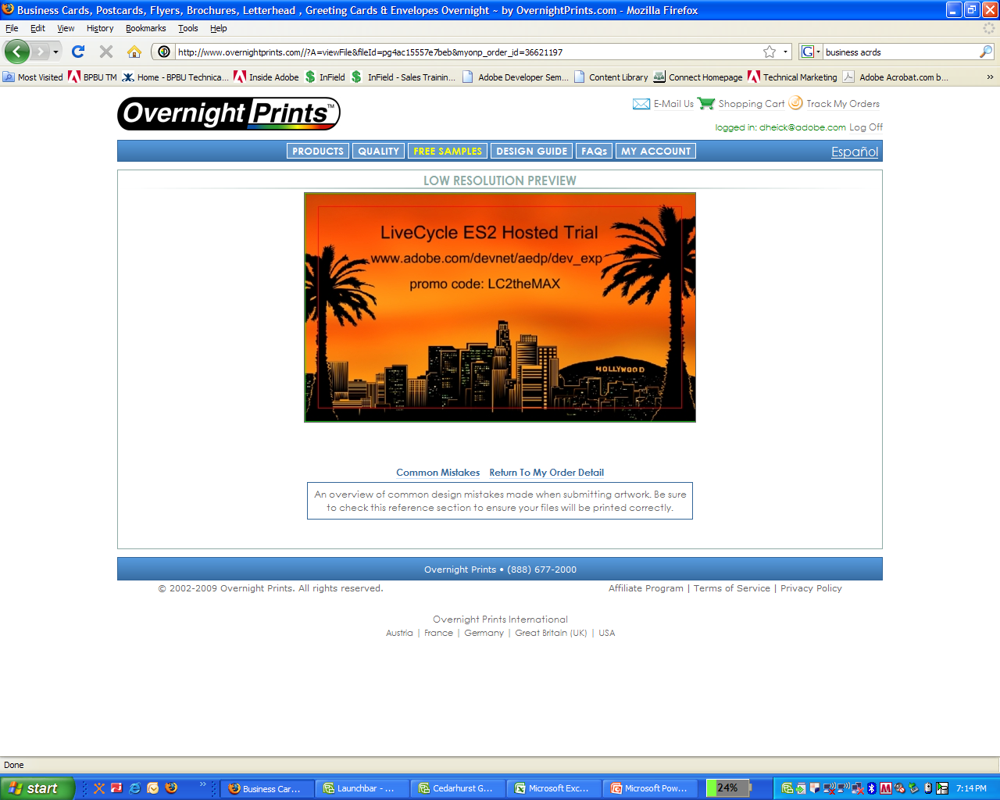 Business Cards, Postcards, Flyers, Brochures, Letterhead , Greeting Cards & Envelopes Overnight ~ by OvernightPrints.com - Mozilla Firefox
File Edit View History Bookmarks Tools Help
http://www.overnightprints.com//?A=viewFile&fileId=pg4ac15557e7beb&myonp_order_id=36621197
business acrds
Most Visited BPBU TM Home - BPBU Technica... Inside Adobe InField InField - Sales Trainin... Adobe Developer Sem... Content Library Connect Homepage Technical Marketing Adobe Acrobat.com b... »
Overnight Prints™
E-Mail Us Shopping Cart Track My Orders
logged in: dheick@adobe.com Log Off
PRODUCTS QUALITY FREE SAMPLES DESIGN GUIDE FAQs MY ACCOUNT Español
LOW RESOLUTION PREVIEW
LiveCycle ES2 Hosted Trial
www.adobe.com/devnet/aedp/dev_exp
promo code: LC2theMAX
HOLLYWOOD
Common Mistakes Return To My Order Detail
An overview of common design mistakes made when submitting artwork. Be sure
to check this reference section to ensure your files will be printed correctly.
Overnight Prints • (888) 677-2000
© 2002-2009 Overnight Prints. All rights reserved. Affiliate Program | Terms of Service | Privacy Policy
Overnight Prints International
Austria | France | Germany | Great Britain (UK) | USA
Done
start » Business Car... Launchbar - ... Cedarhurst G... Microsoft Exc... Microsoft Pow... 24% 7:14 PM